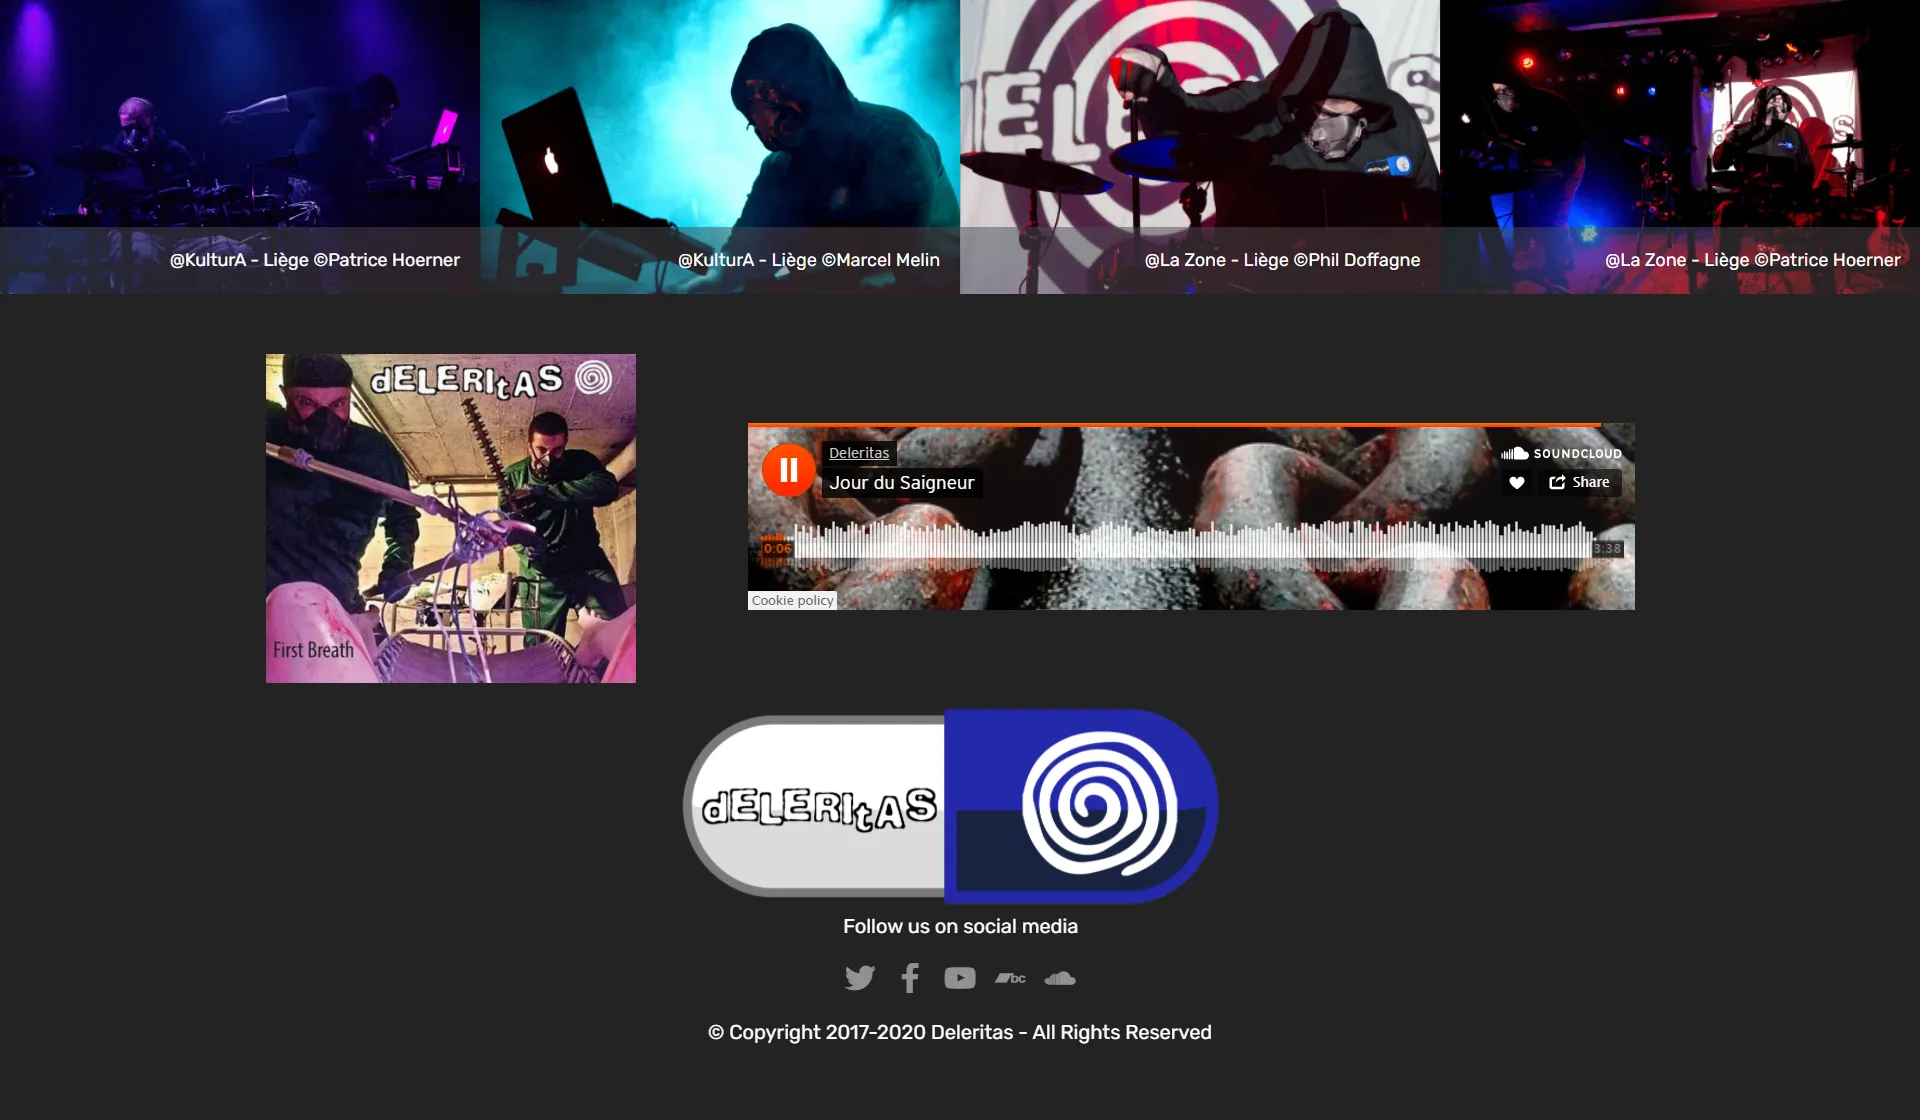 DELERItAS
@KulturA - Liège ©Patrice Hoerner
@KulturA - Liège ©Marcel Melin
@La Zone - Liège ©Phil Doffagne
@La Zone - Liège ©Patrice Hoerner
dELERItAS
First Breath
Deleritas
Jour du Saigneur
SOUNDCLOUD
Share
0:06
3:38
Cookie policy
dELERItAS
Follow us on social media
bc
© Copyright 2017-2020 Deleritas - All Rights Reserved